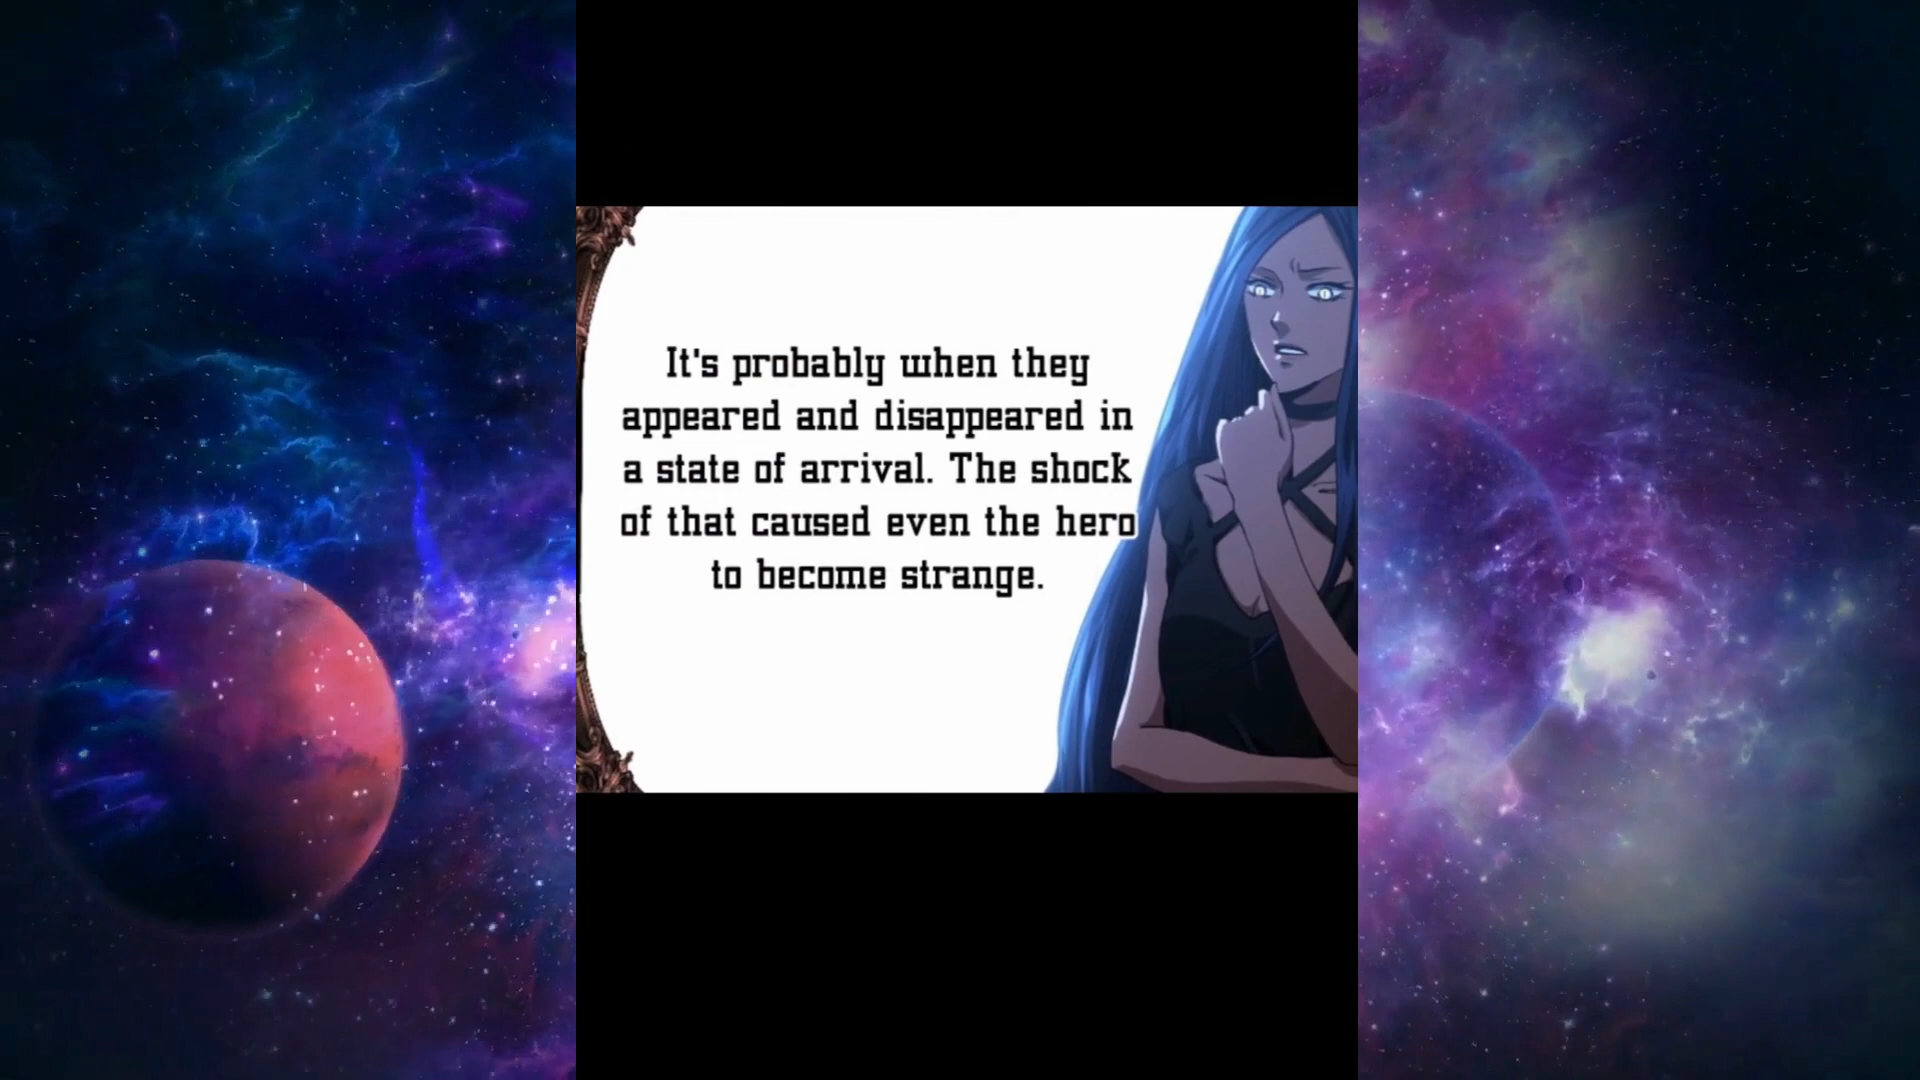 It's probably when they
appeared and disappeared in
a state of arrival. The shock
of that caused even the hero
to become strange.